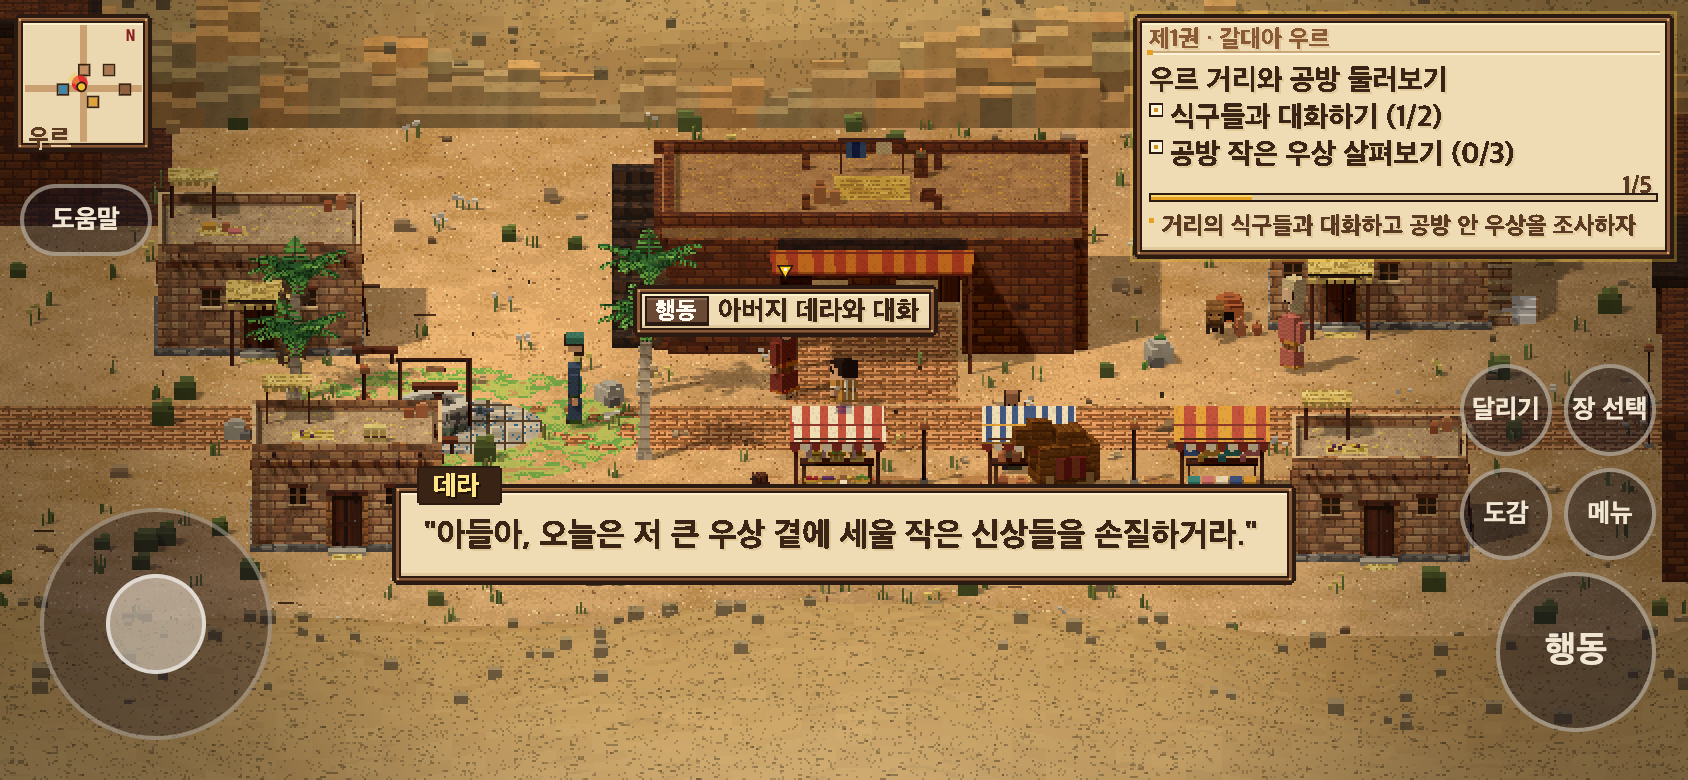 N
우르
도움말
제1권 · 갈대아 우르
우르 거리와 공방 둘러보기
식구들과 대화하기 (1/2)
공방 작은 우상 살펴보기 (0/3)
1/5
거리의 식구들과 대화하고 공방 안 우상을 조사하자
행동 아버지 데라와 대화
달리기
장 선택
데라
"아들아, 오늘은 저 큰 우상 곁에 세울 작은 신상들을 손질하거라."
도감
메뉴
행동